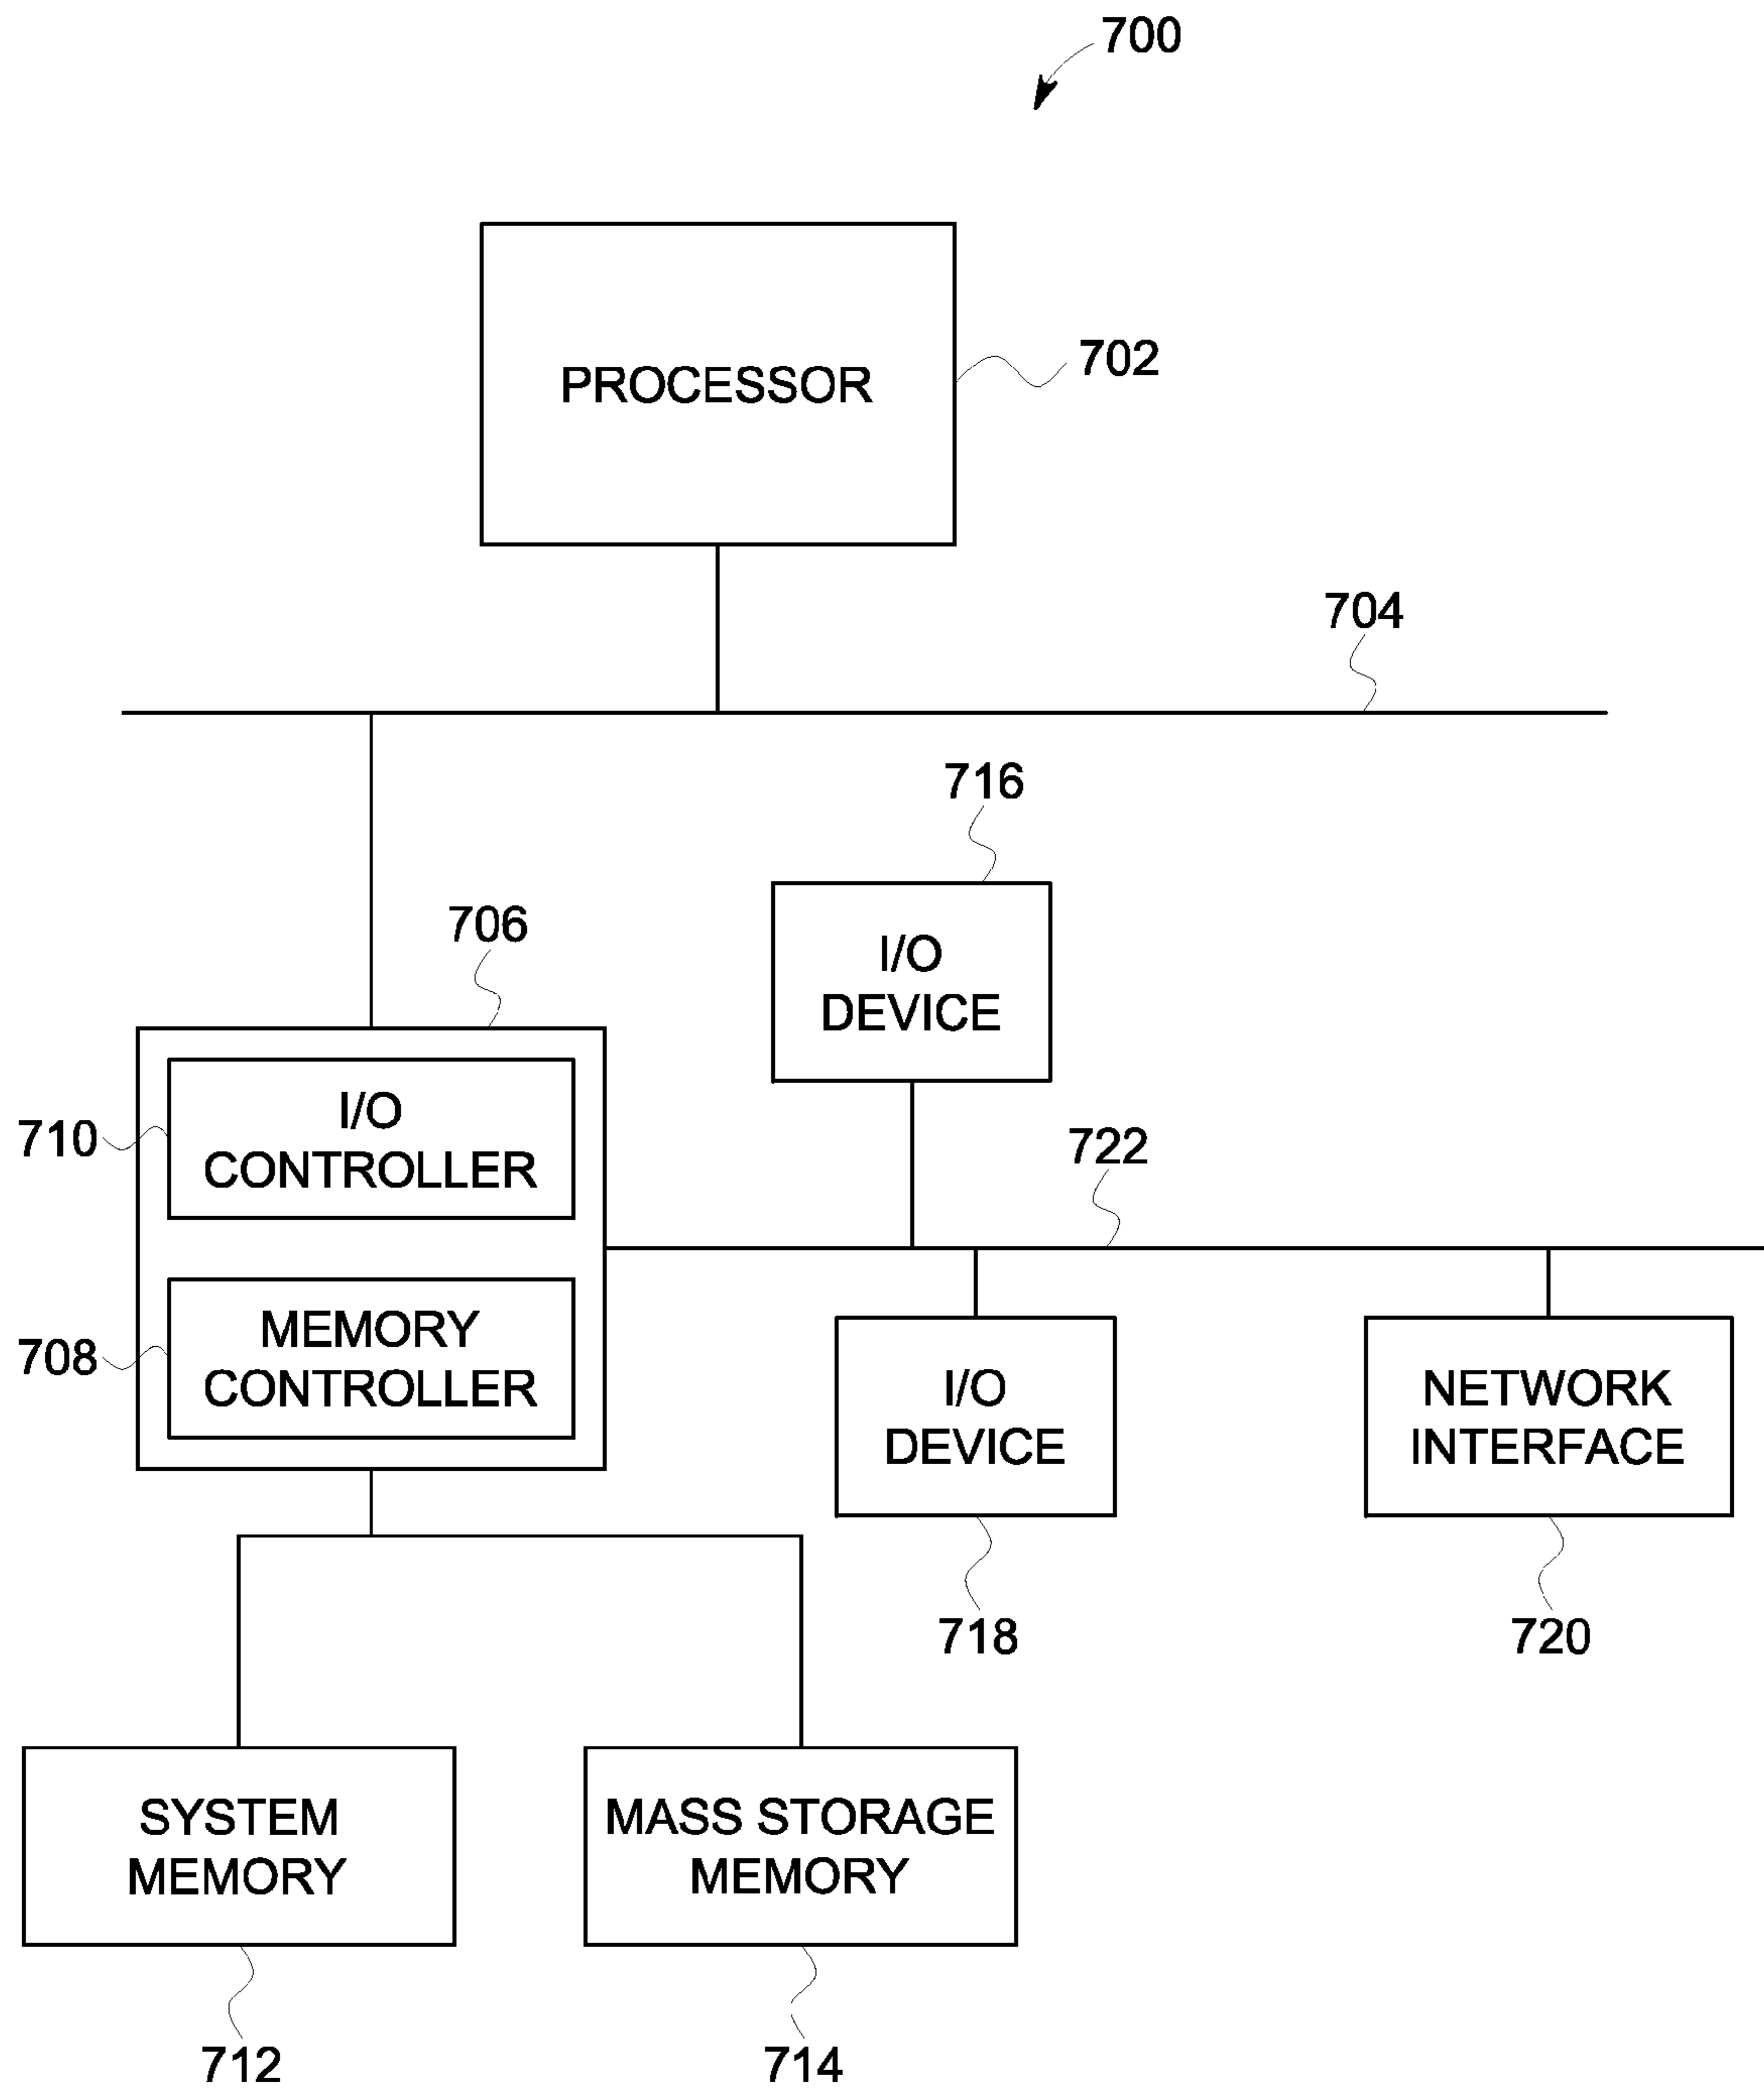 700
PROCESSOR
702
704
716
706
I/O
DEVICE
710
I/O
CONTROLLER
722
708
MEMORY
CONTROLLER
I/O
DEVICE
NETWORK
INTERFACE
718
720
SYSTEM
MEMORY
MASS STORAGE
MEMORY
712
714